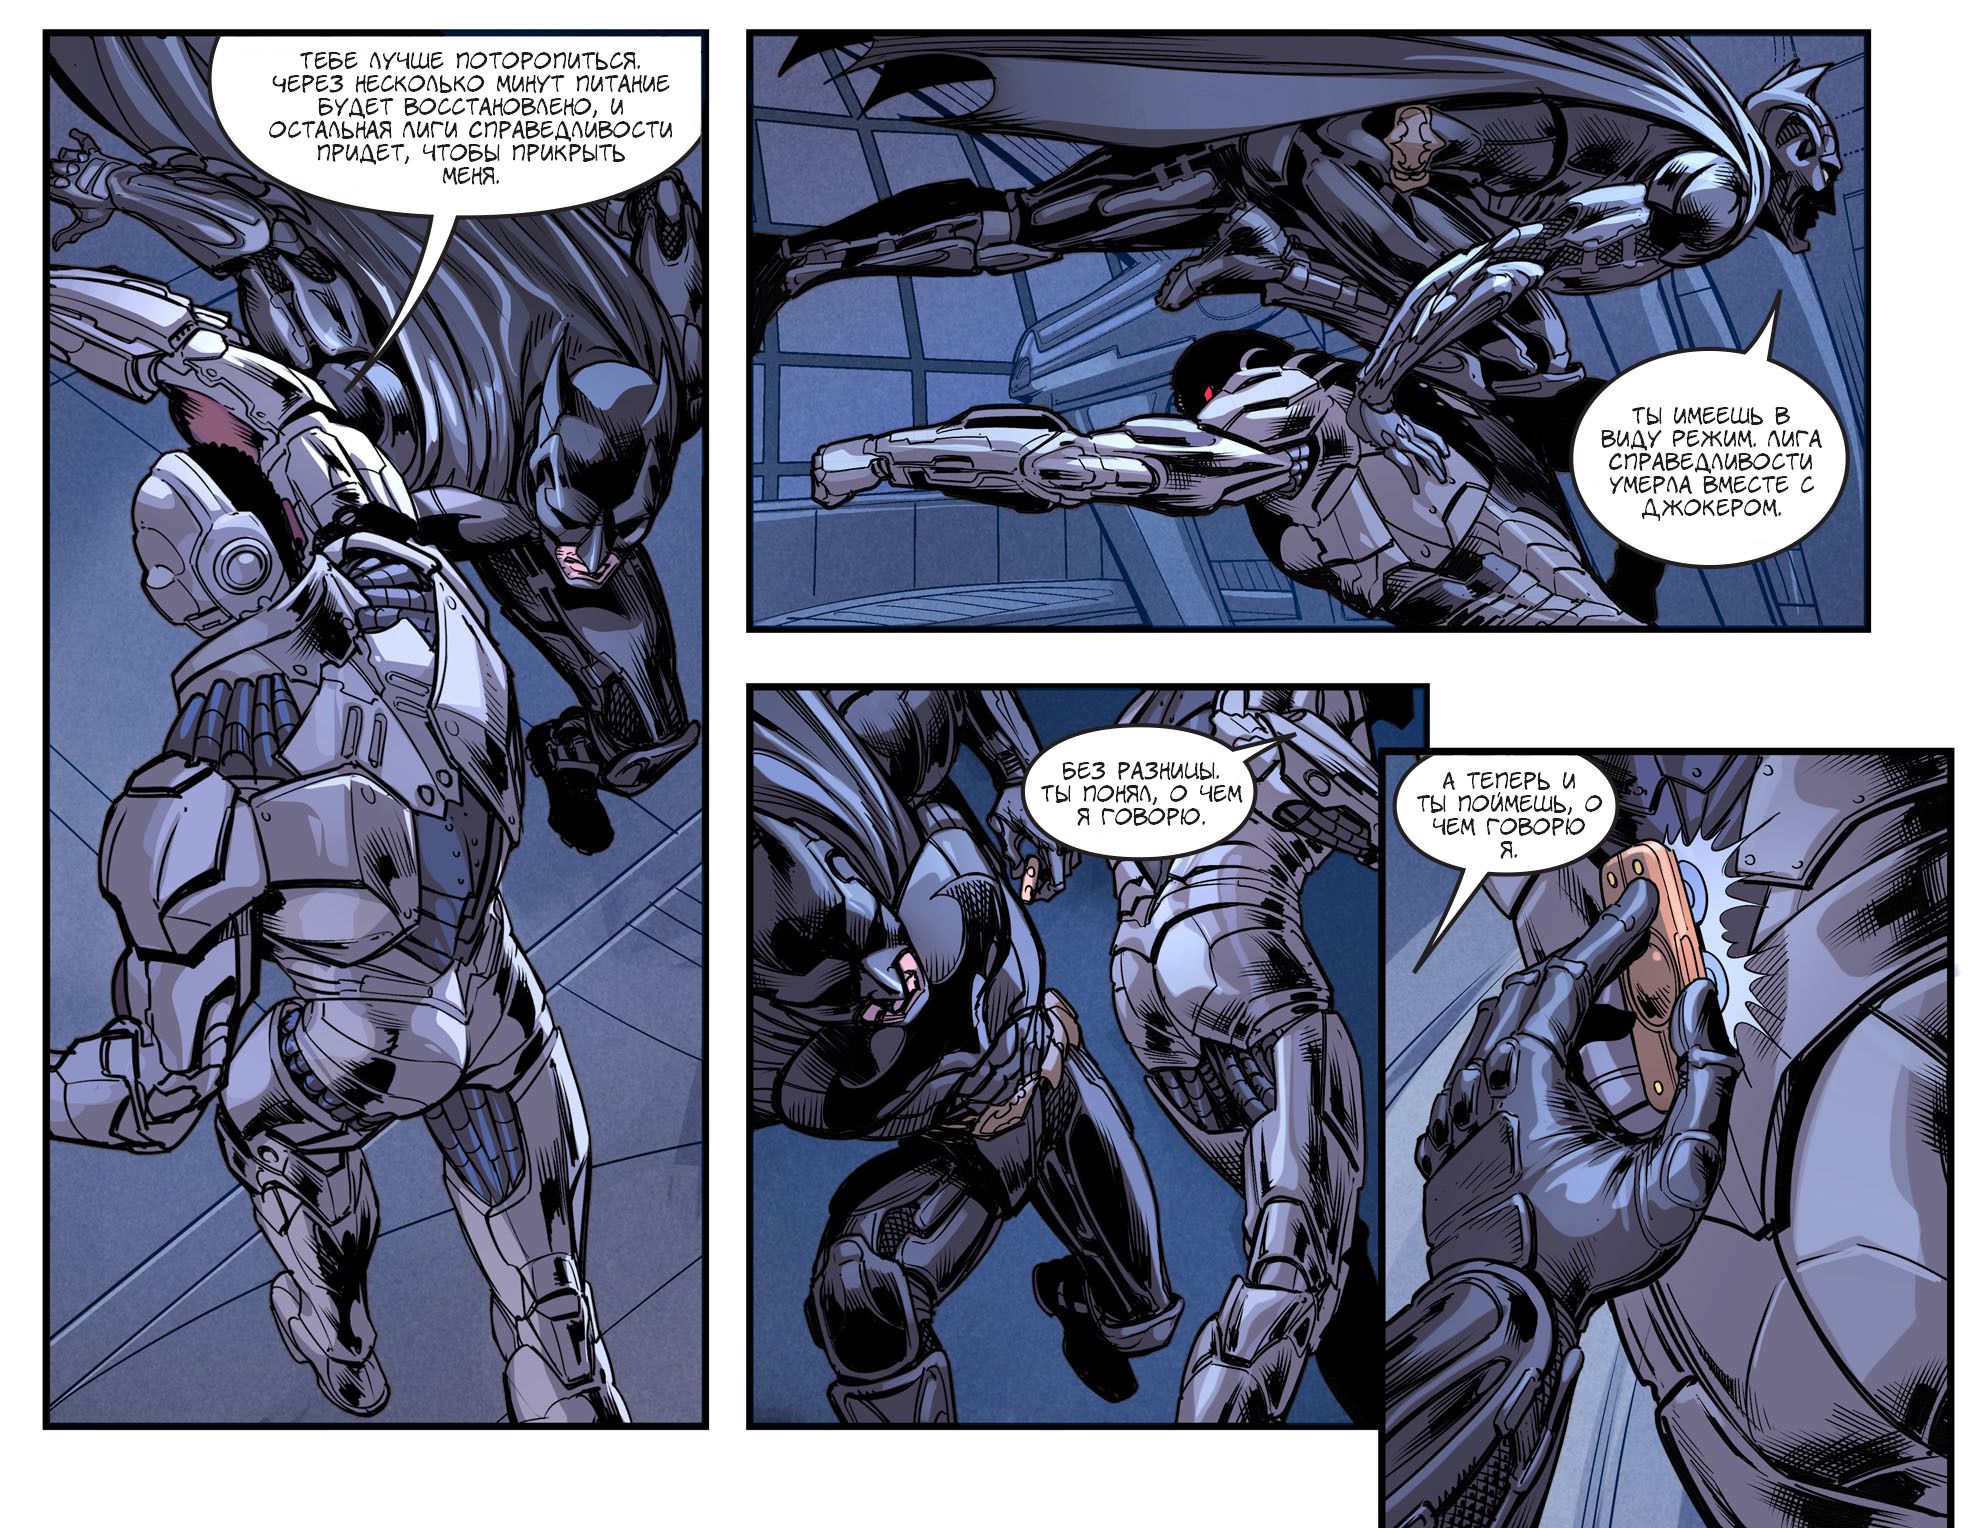 ТЕБЕ ЛУЧШЕ ПОТОРОПИТЬСЯ.
ЧЕРЕЗ НЕСКОЛЬКО МИНУТ ПИТАНИЕ
БУДЕТ ВОССТАНОВЛЕНО, И
ОСТАЛЬНАЯ ЛИГИ СПРАВЕДЛИВОСТИ
ПРИДЕТ, ЧТОБЫ ПРИКРЫТЬ
МЕНЯ.
ТЫ ИМЕЕШЬ В
ВИДУ РЕЖИМ. ЛИГА
СПРАВЕДЛИВОСТИ
УМЕРЛА ВМЕСТЕ С
ДЖОКЕРОМ.
БЕЗ РАЗНИЦЫ.
ТЫ ПОНЯЛ, О ЧЕМ
Я ГОВОРЮ.
А ТЕПЕРЬ И
ТЫ ПОЙМЕШЬ, О
ЧЕМ ГОВОРЮ
Я.